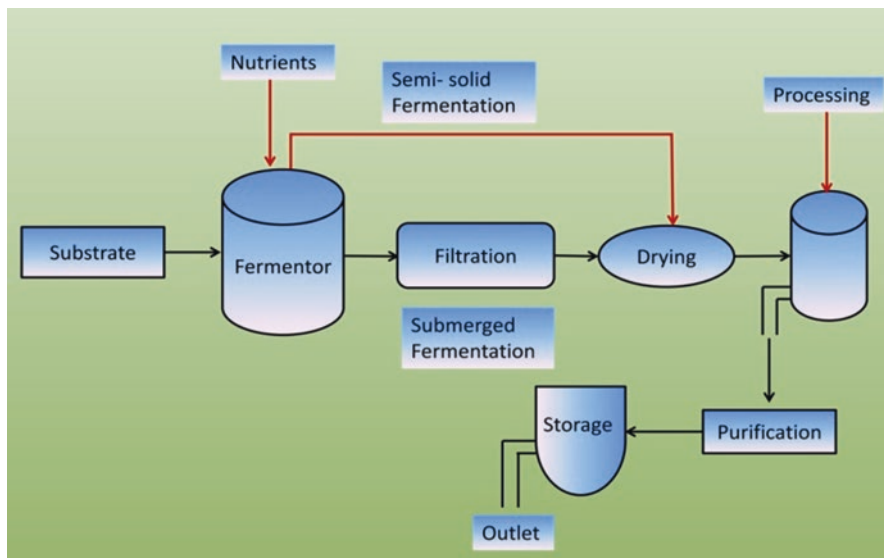 Nutrients
Semi- solid
Fermentation
Processing
Substrate
Fermentor
Filtration
Drying
Submerged
Fermentation
Storage
Purification
Outlet